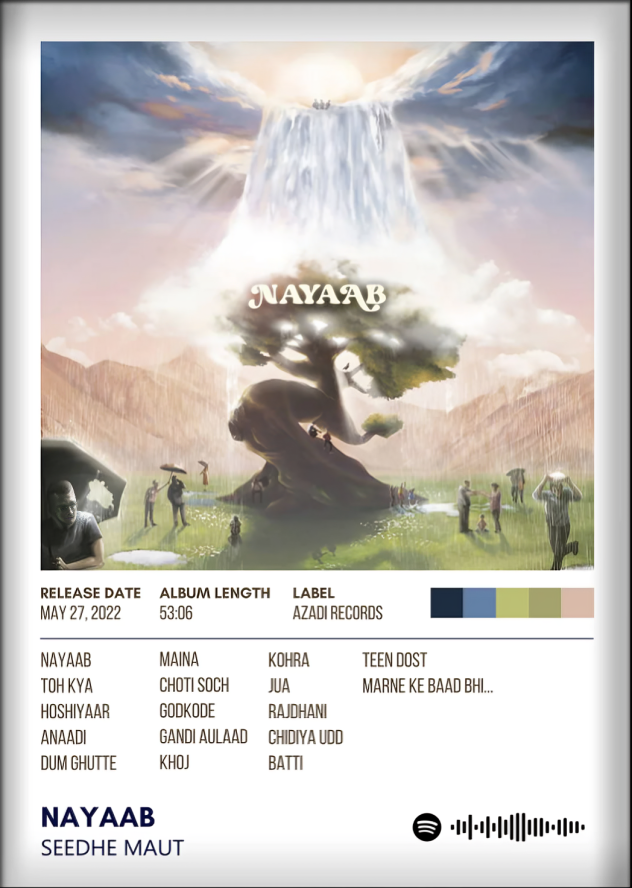 NAYAAB
RELEASE DATE
MAY 27, 2022
ALBUM LENGTH
53:06
LABEL
AZADI RECORDS
NAYAAB
TOH KYA
HOSHIYAAR
ANAADI
DUM GHUTTE
MAINA
CHOTI SOCH
GODKODE
GANDI AULAAD
KHOJ
KOHRA
JUA
RAJDHANI
CHIDIYA UDD
BATTI
TEEN DOST
MARNE KE BAAD BHI...
NAYAAB
SEEDHE MAUT